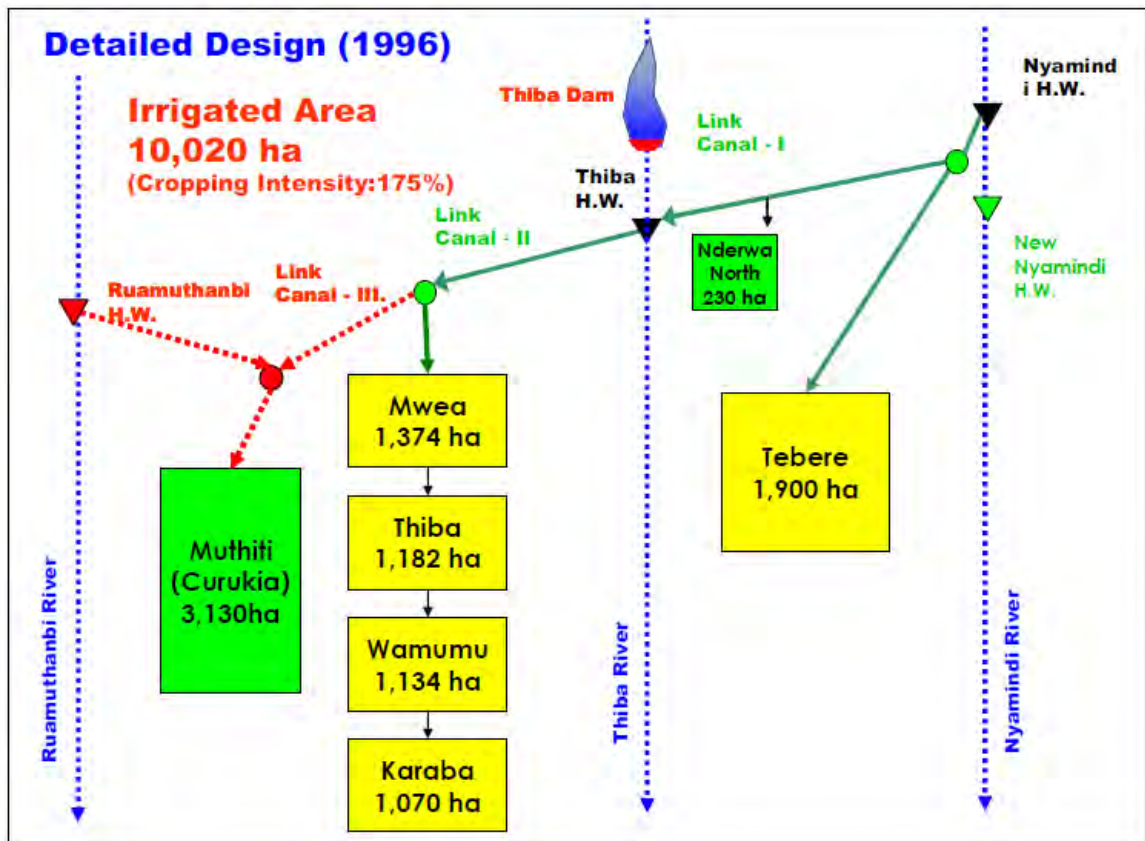 Detailed Design (1996)
Irrigated Area
10,020 ha
(Cropping Intensity:175%)
Thiba Dam
Link
Canal - I
Nyamind
i H.W.
Thiba
H.W.
Link
Canal - II
Nderwa
North
230 ha
New
Nyamindi
H.W.
Ruamuthanbi
H.W.
Link
Canal - III.
Mwea
1,374 ha
Tebere
1,900 ha
Thiba
1,182 ha
Muthiti
(Curukia)
3,130ha
Wamumu
1,134 ha
Karaba
1,070 ha
Ruamuthanbi River
Thiba River
Nyamindi River